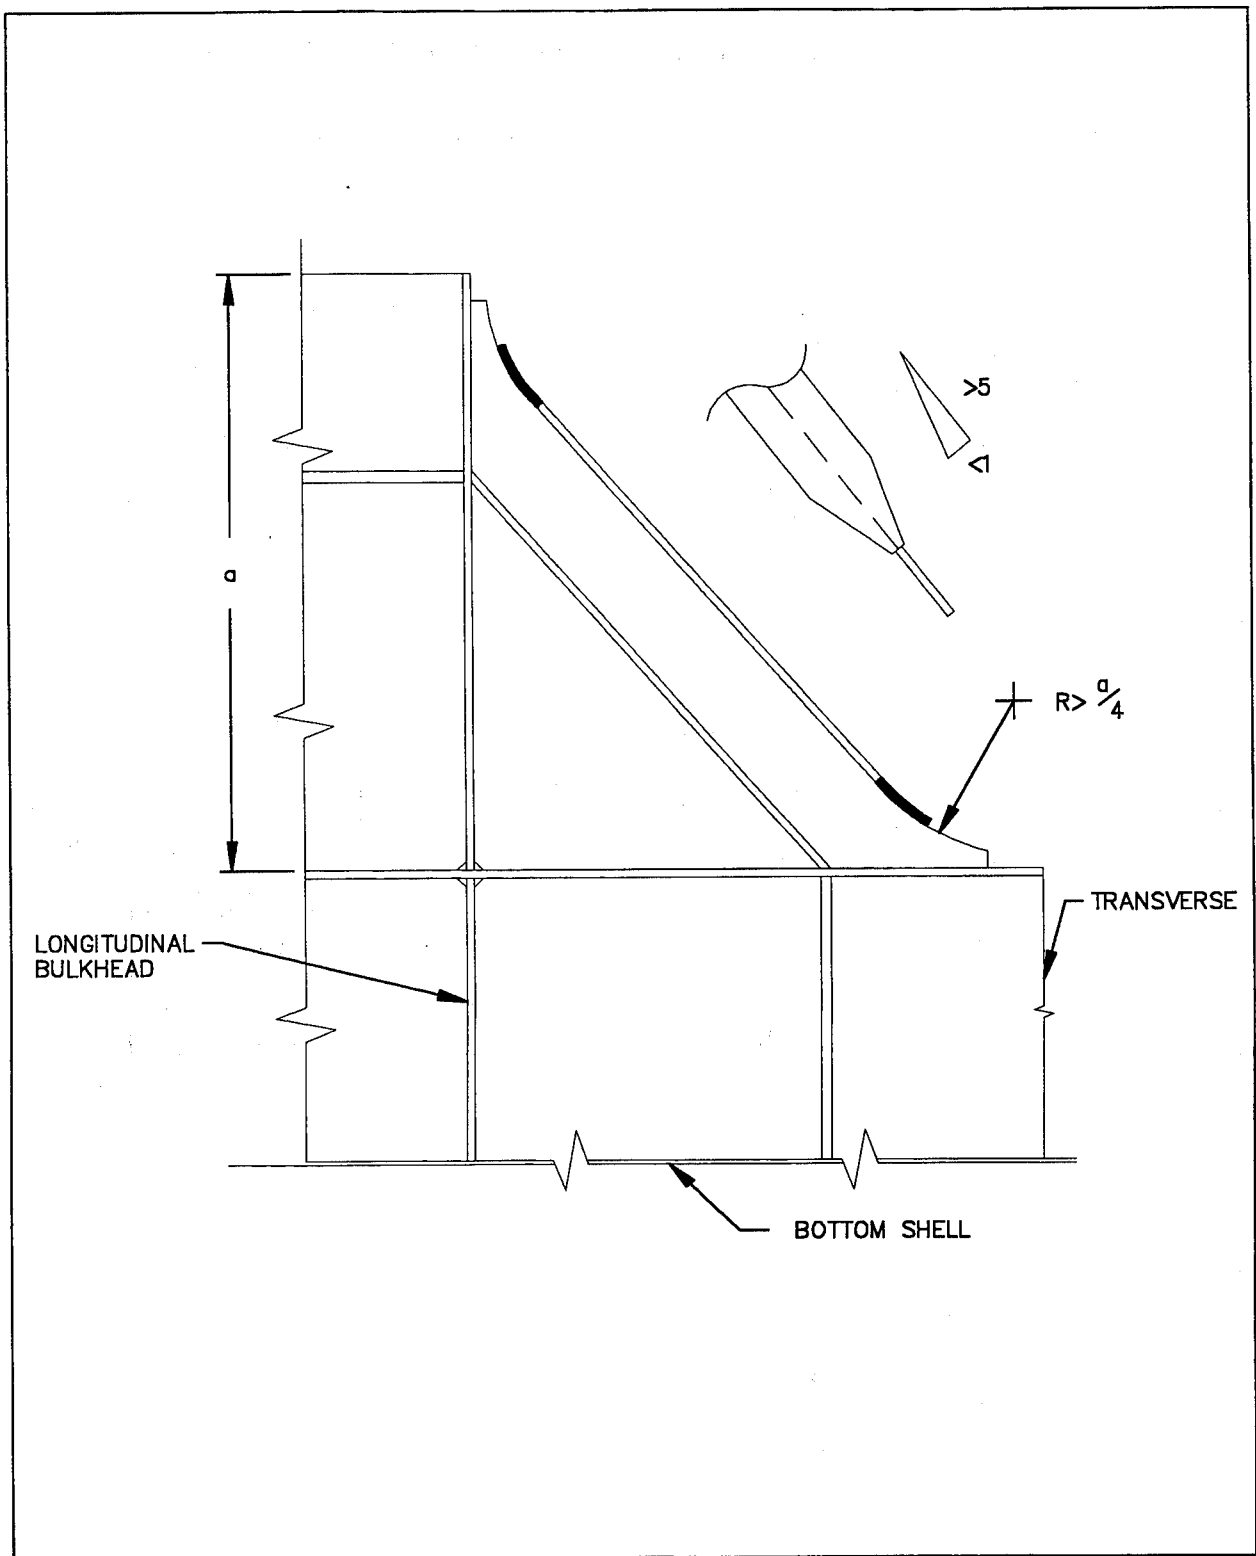 >5
<1
a
R> a/4
TRANSVERSE
LONGITUDINAL
BULKHEAD
BOTTOM SHELL